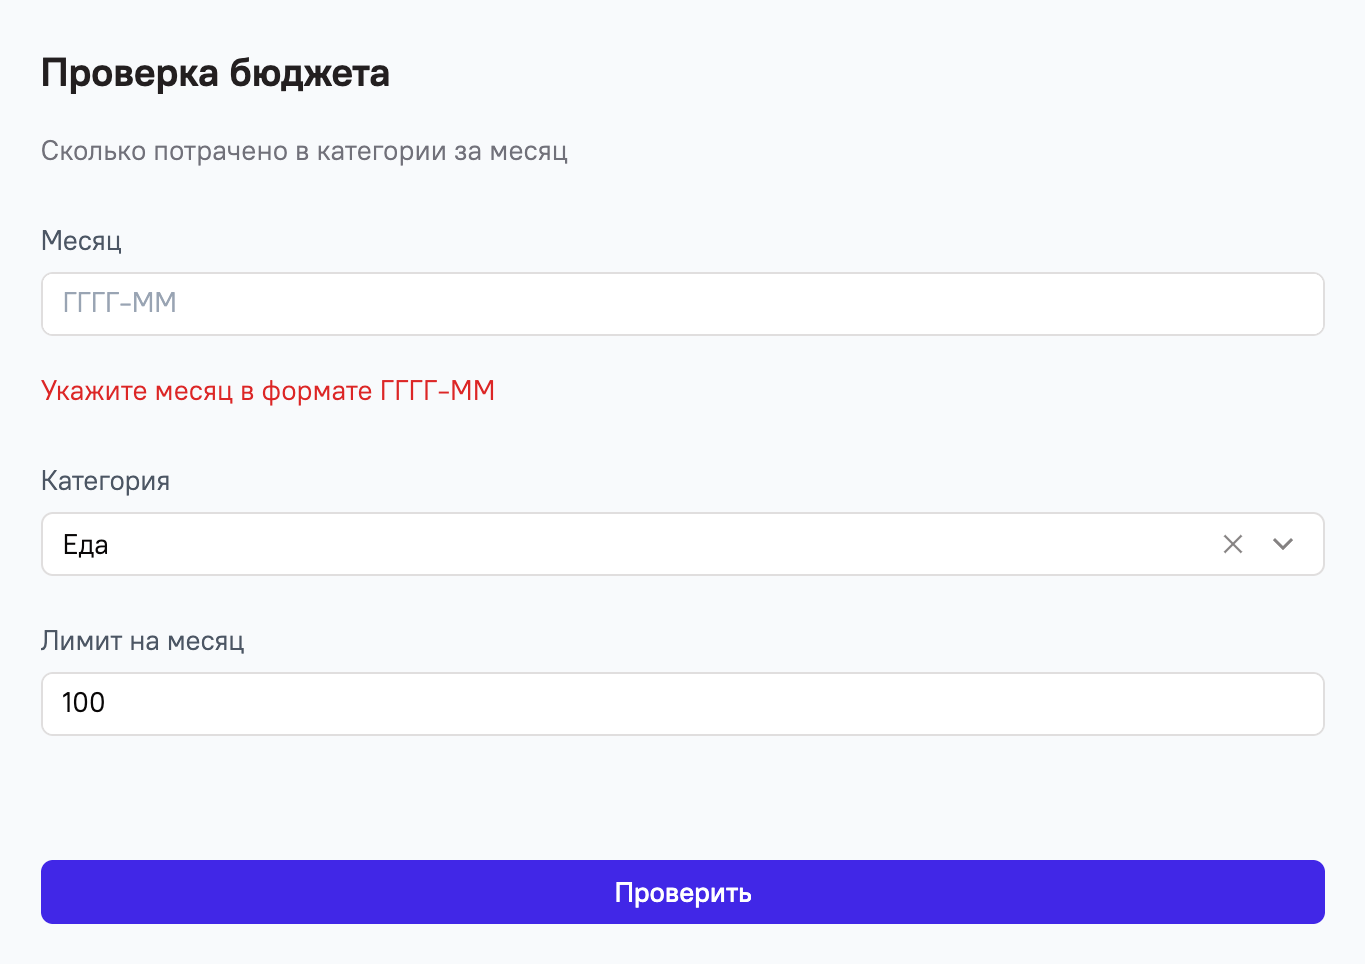 Проверка бюджета
Сколько потрачено в категории за месяц
Месяц
ГГГГ-ММ
Укажите месяц в формате ГГГГ-ММ
Категория
Еда
Лимит на месяц
100
Проверить